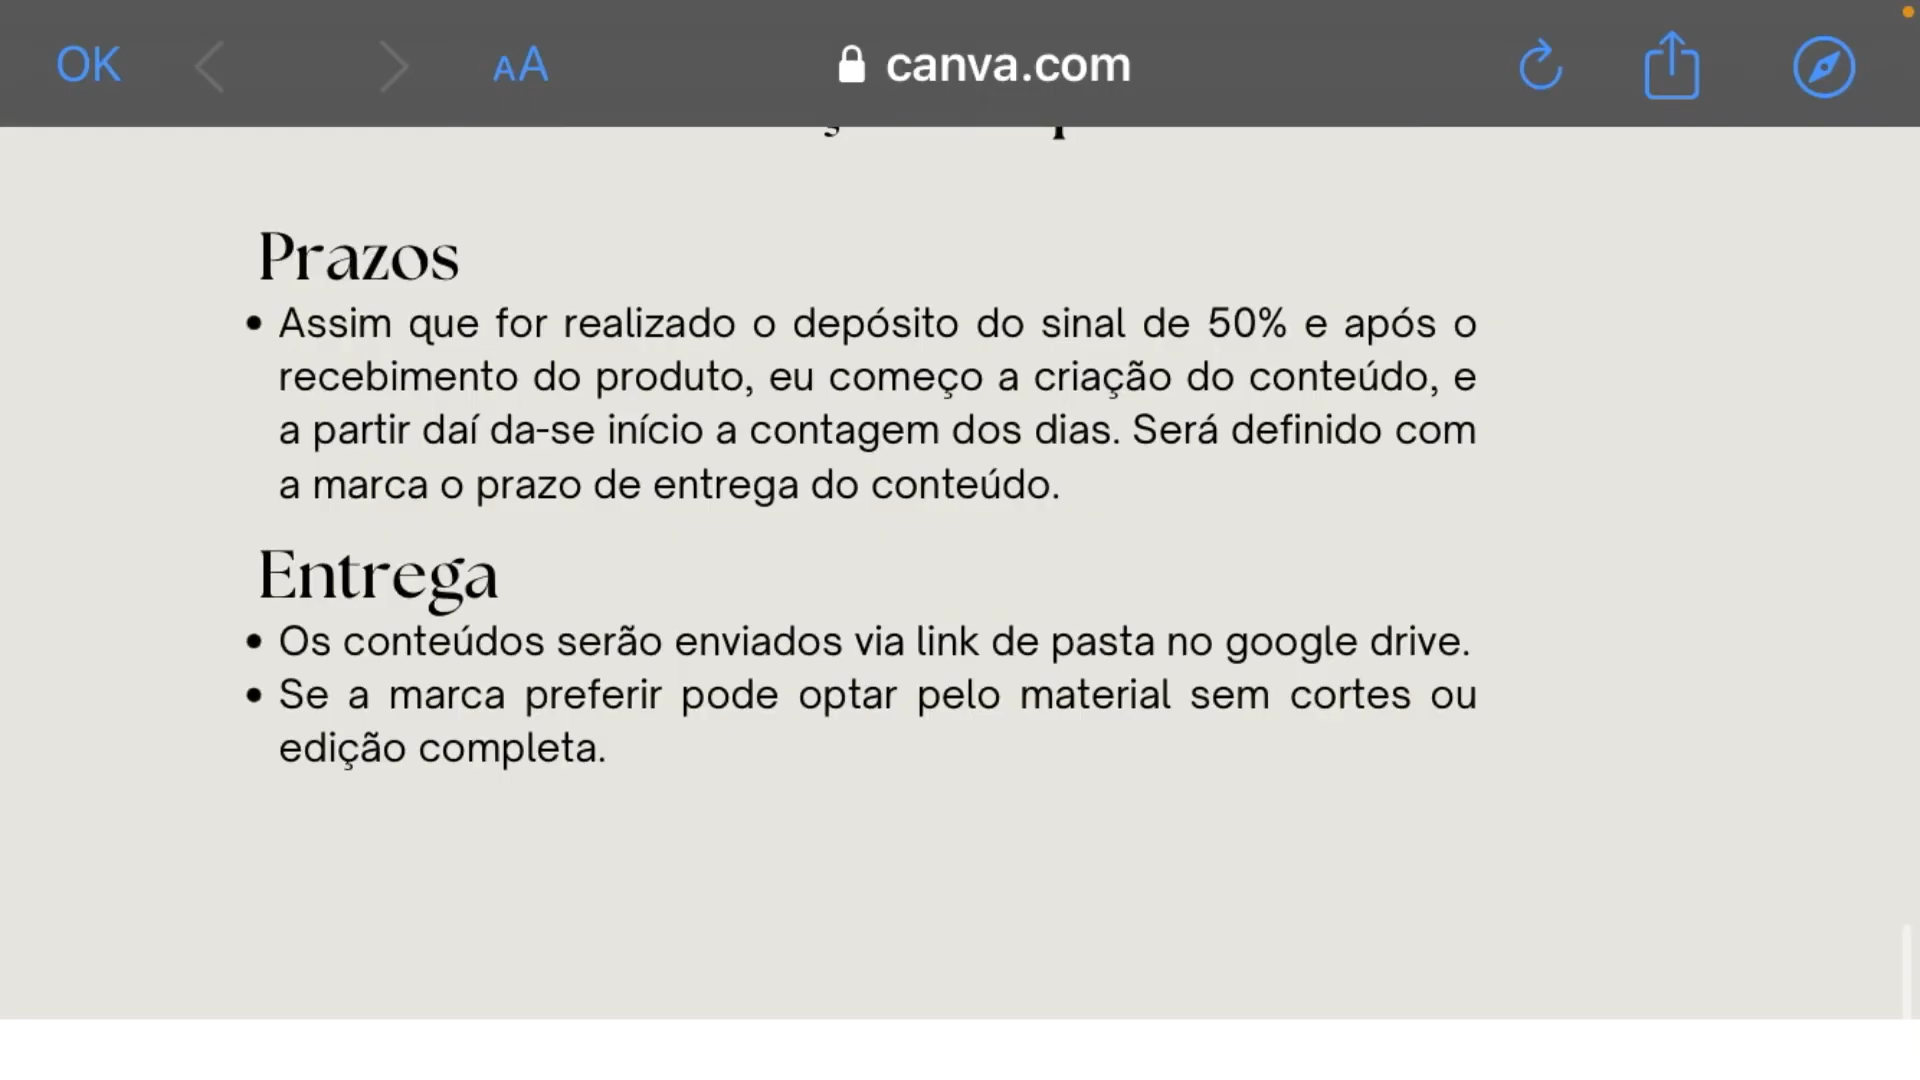 OK
AA
canva.com
Prazos
• Assim que for realizado o depósito do sinal de 50% e após o
recebimento do produto, eu começo a criação do conteúdo, e
a partir daí da-se início a contagem dos dias. Será definido com
a marca o prazo de entrega do conteúdo.
Entrega
• Os conteúdos serão enviados via link de pasta no google drive.
• Se a marca preferir pode optar pelo material sem cortes ou
edição completa.